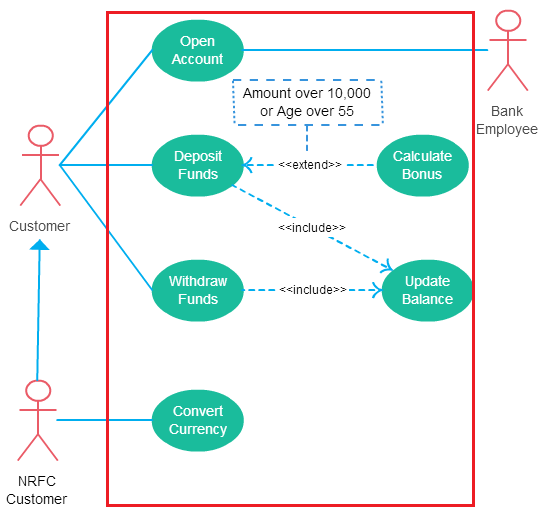 Open
Account
Bank
Employee
Amount over 10,000
or Age over 55
Customer
Deposit
Funds
<<extend>>
Calculate
Bonus
<<include>>
Withdraw
Funds
<<include>>
Update
Balance
Convert
Currency
NRFC
Customer